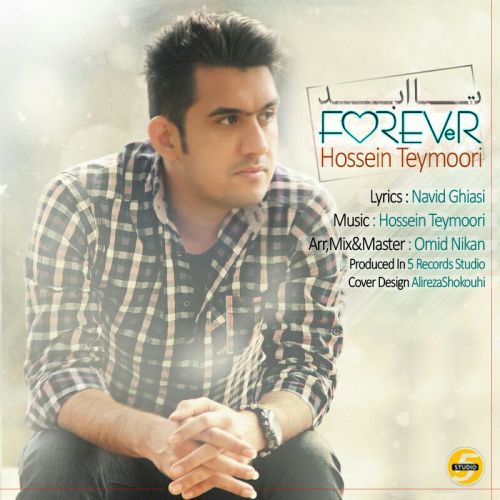 تا ابد
FOREVeR
Hossein Teymoori
Lyrics : Navid Ghiasi
Music : Hossein Teymoori
Arr,Mix&Master : Omid Nikan
Produced In 5 Records Studio
Cover Design AlirezaShokouhi
5
STUDIO